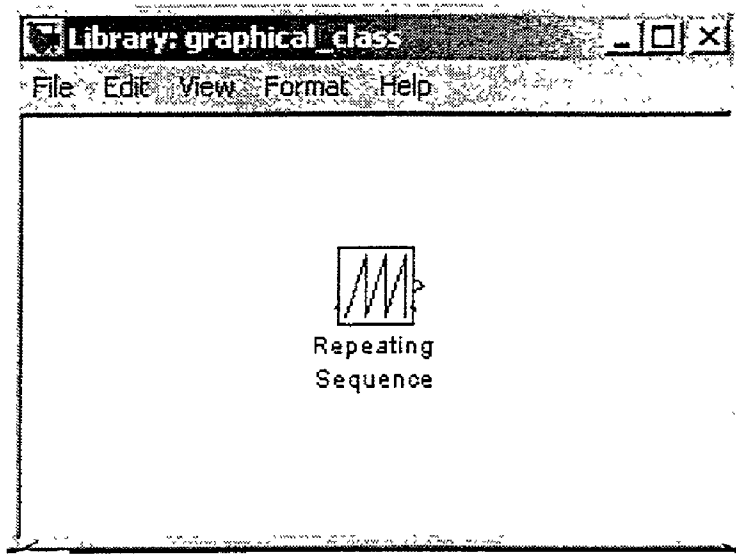 Library: graphical_class
File Edit View Format Help
Repeating
Sequence